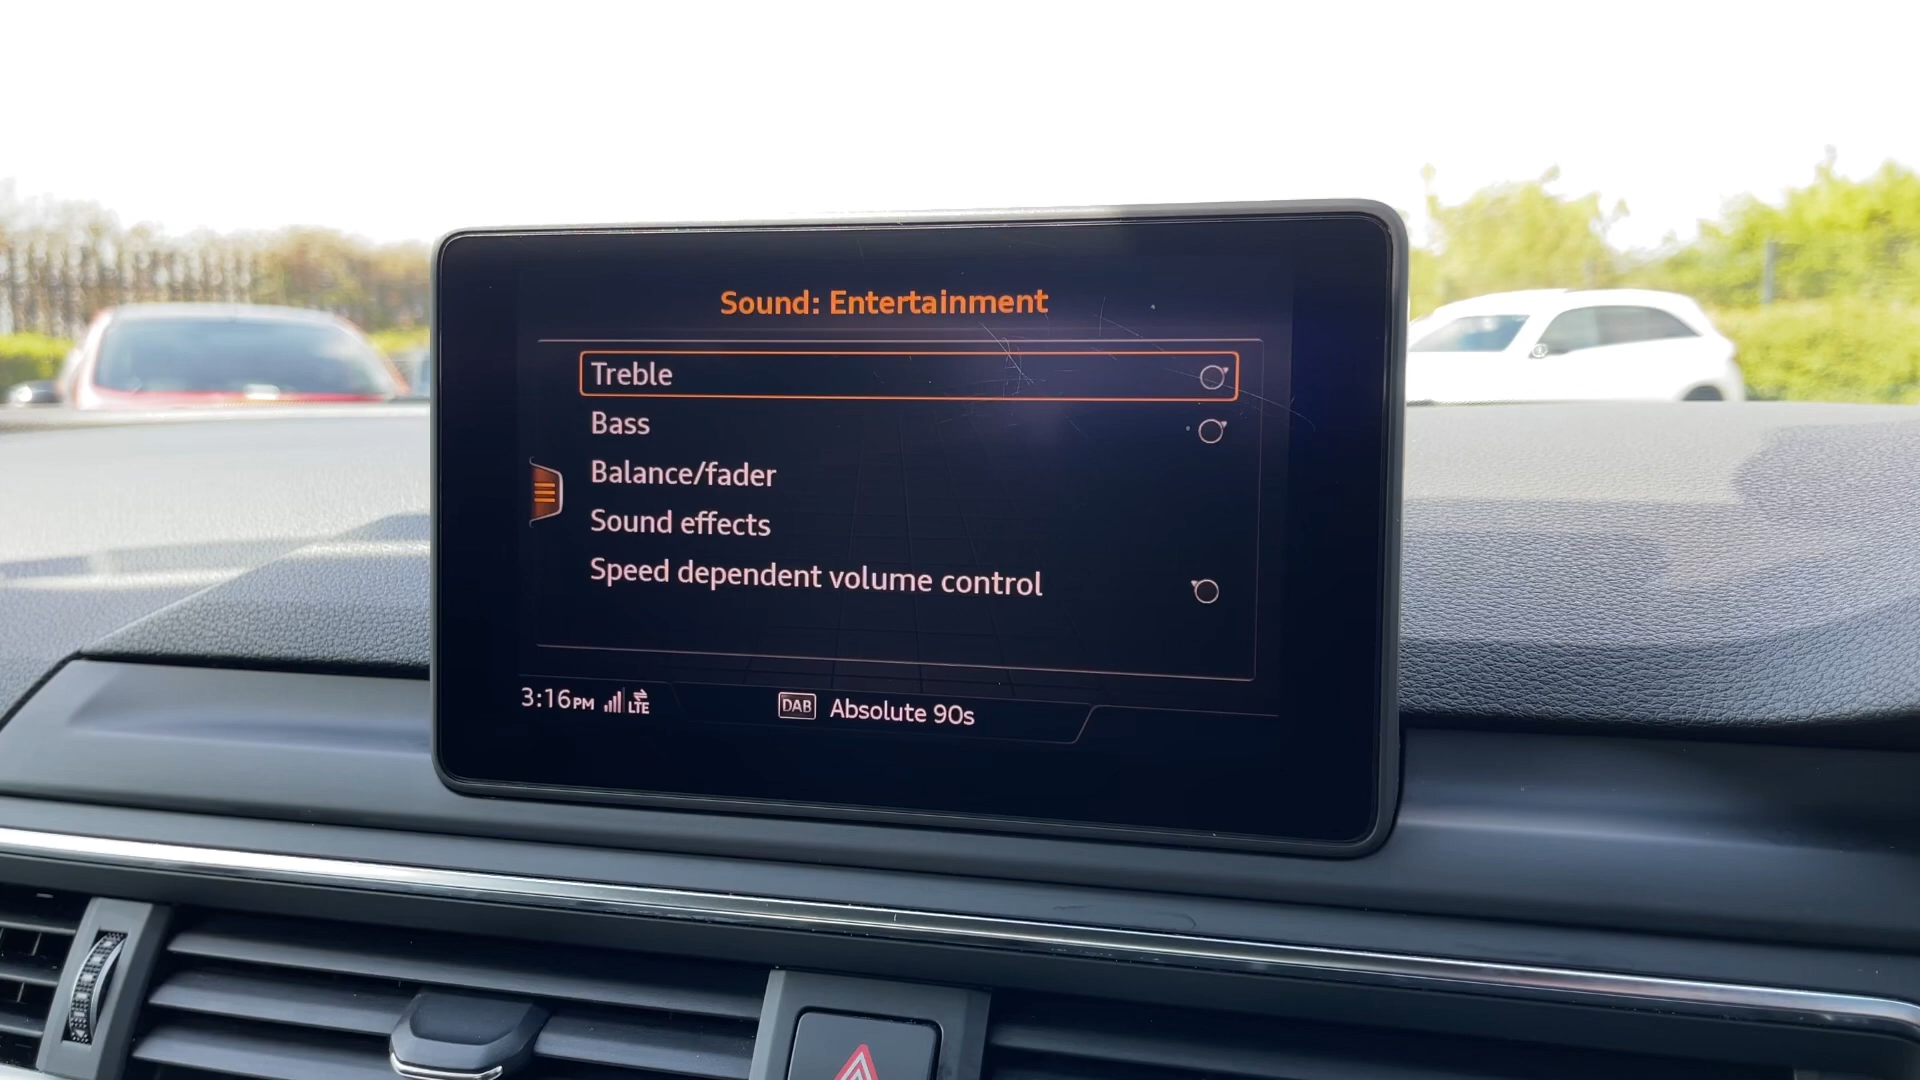 Sound: Entertainment
Treble
Bass
Balance/fader
Sound effects
Speed dependent volume control
3:16PM LTE DAB Absolute 90s